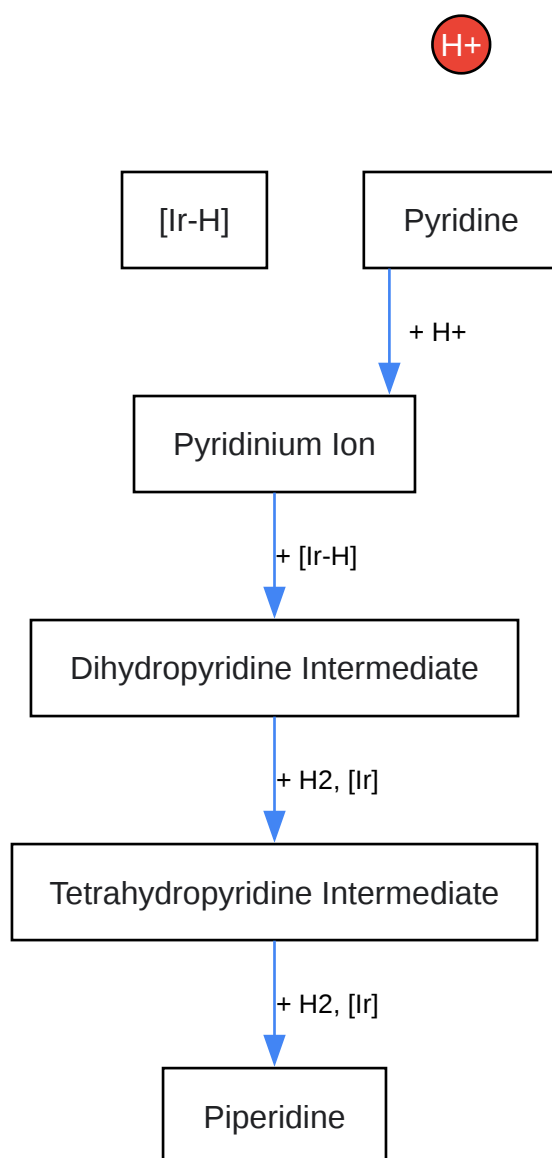 H+
[Ir-H]
Pyridine
+ H+
Pyridinium Ion
+ [Ir-H]
Dihydropyridine Intermediate
+ H2, [Ir]
Tetrahydropyridine Intermediate
+ H2, [Ir]
Piperidine